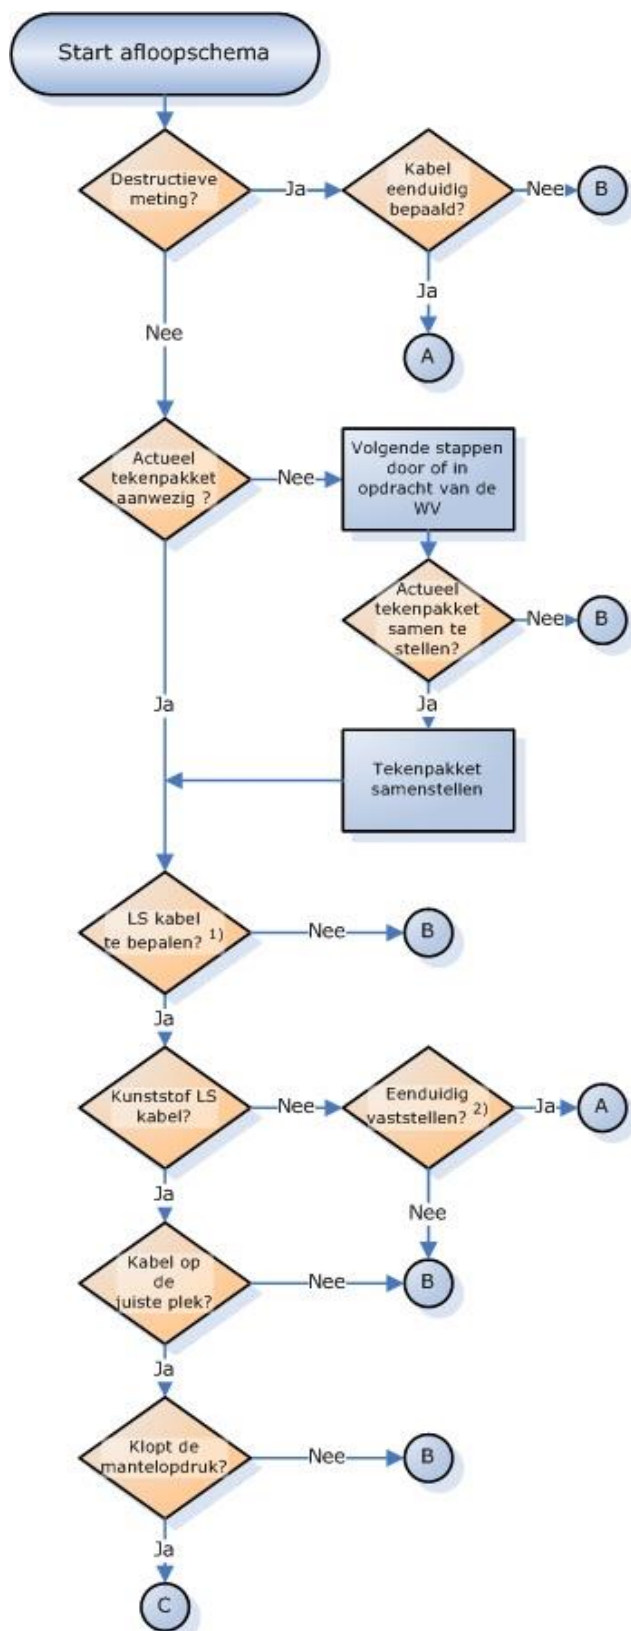 Start afloopschema
Destructieve
meting?
Ja
Kabel
eenduidig
bepaald?
Nee
B
Ja
A
Nee
Actueel
tekenpakket
aanwezig ?
Nee
Volgende stappen
door of in
opdracht van de
WV
Actueel
tekenpakket
samen te
stellen?
Nee
B
Ja
Ja
Tekenpakket
samenstellen
LS kabel
te bepalen? 1)
Nee
B
Ja
Kunststof LS
kabel?
Nee
Eenduidig
vaststellen? 2)
Ja
A
Ja
Nee
Kabel op
de
juiste plek?
Nee
B
Ja
Klopt de
mantelopdruk?
Nee
B
Ja
C